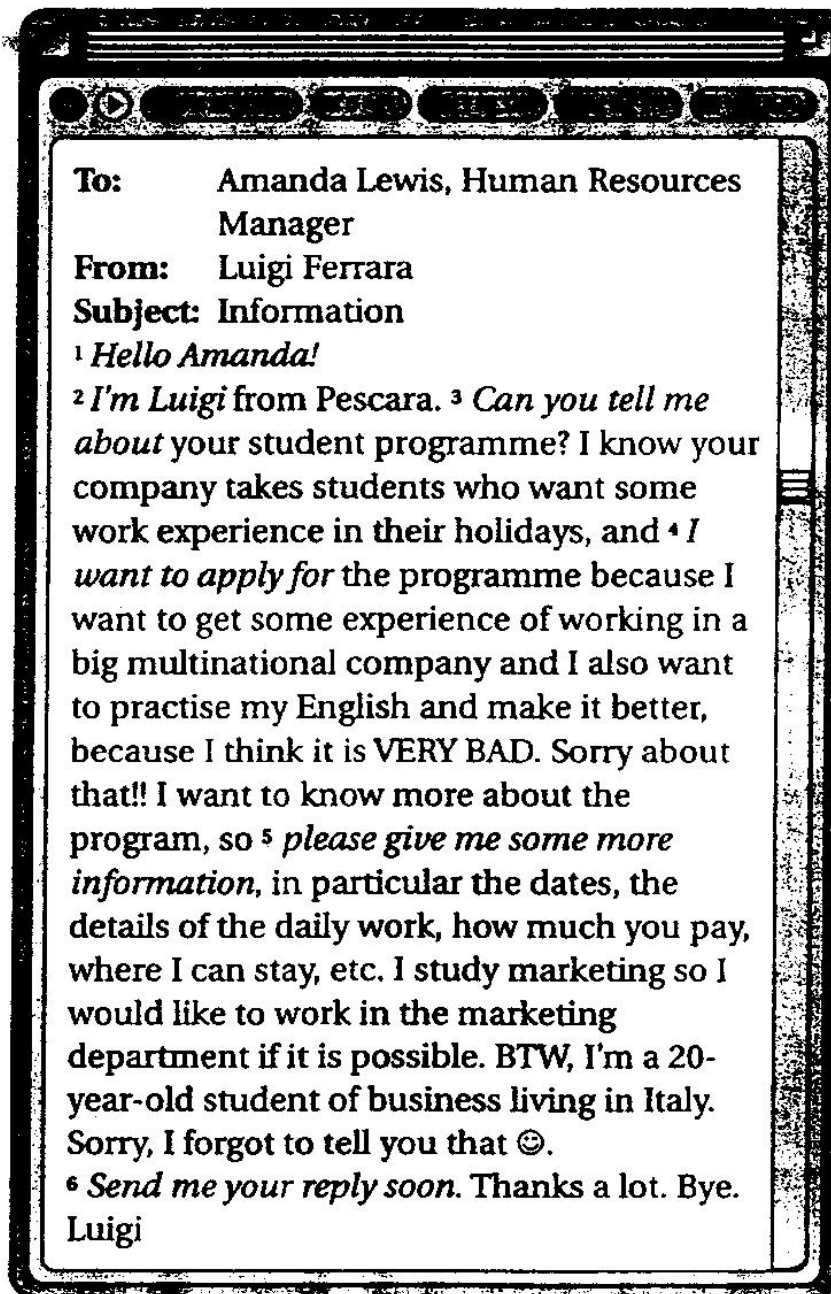 To: Amanda Lewis, Human Resources
Manager
From: Luigi Ferrara
Subject: Information
¹ Hello Amanda!
² I'm Luigi from Pescara. ³ Can you tell me
about your student programme? I know your
company takes students who want some
work experience in their holidays, and ⁴ I
want to apply for the programme because I
want to get some experience of working in a
big multinational company and I also want
to practise my English and make it better,
because I think it is VERY BAD. Sorry about
that!! I want to know more about the
program, so ⁵ please give me some more
information, in particular the dates, the
details of the daily work, how much you pay,
where I can stay, etc. I study marketing so I
would like to work in the marketing
department if it is possible. BTW, I'm a 20-
year-old student of business living in Italy.
Sorry, I forgot to tell you that ☺.
⁶ Send me your reply soon. Thanks a lot. Bye.
Luigi